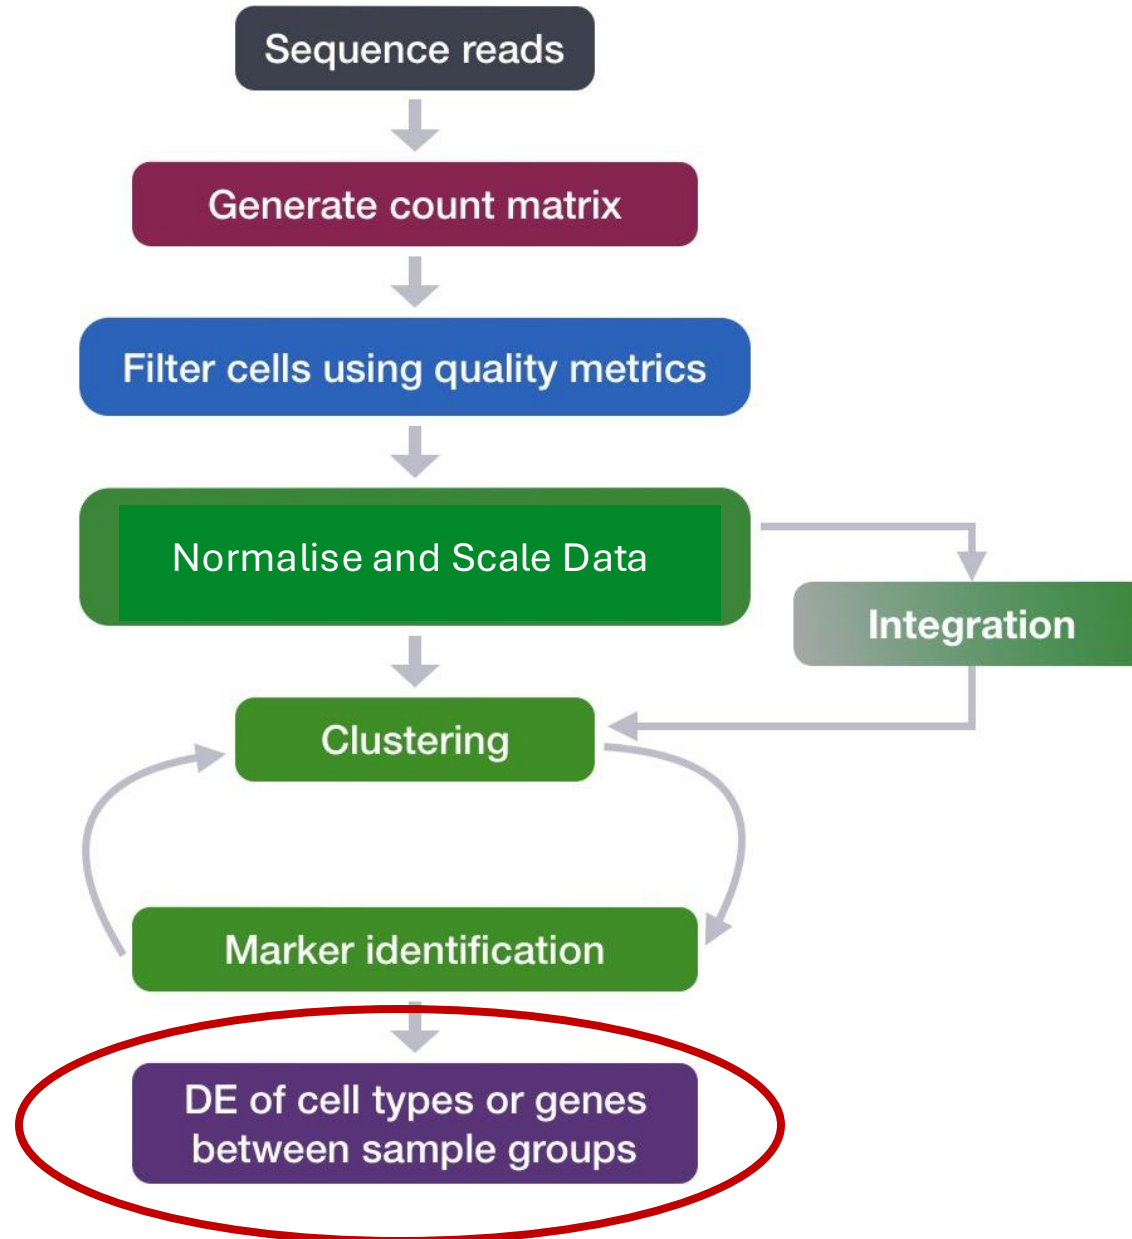 Sequence reads
Generate count matrix
Filter cells using quality metrics
Normalise and Scale Data
Integration
Clustering
Marker identification
DE of cell types or genes
between sample groups